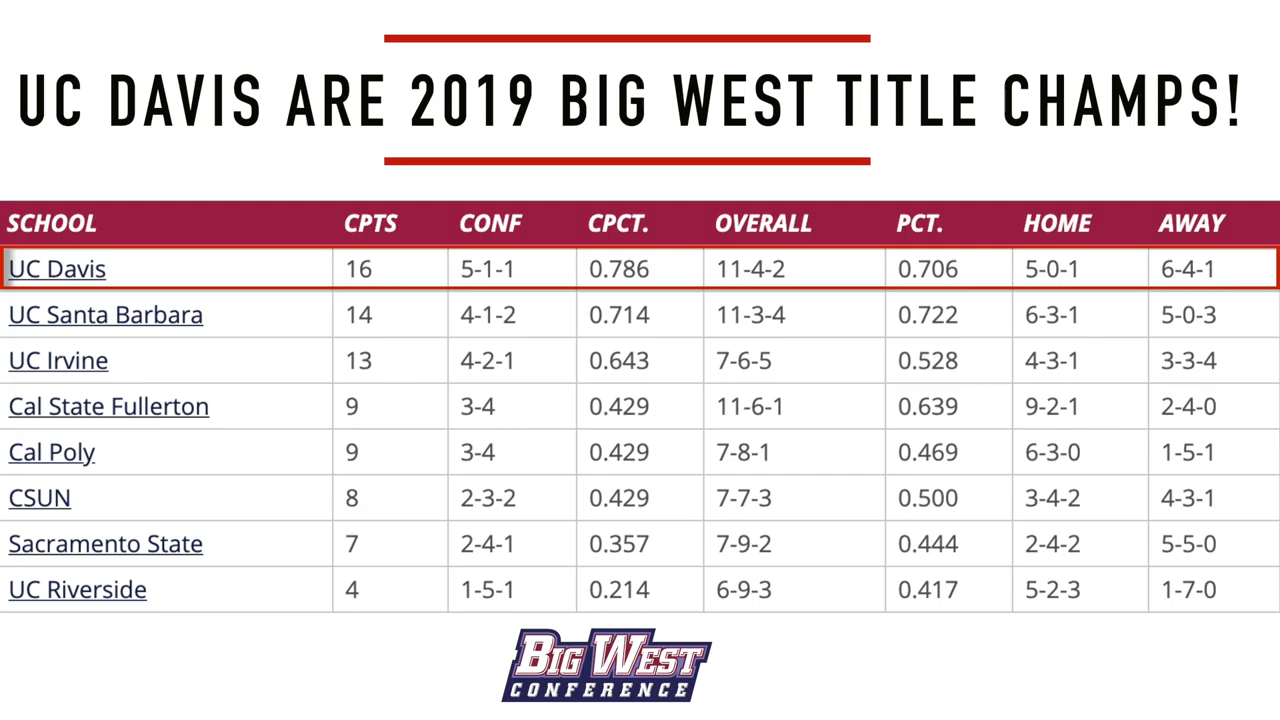 UC DAVIS ARE 2019 BIG WEST TITLE CHAMPS!
SCHOOL CPTS CONF CPCT. OVERALL PCT. HOME AWAY
UC Davis 16 5-1-1 0.786 11-4-2 0.706 5-0-1 6-4-1
UC Santa Barbara 14 4-1-2 0.714 11-3-4 0.722 6-3-1 5-0-3
UC Irvine 13 4-2-1 0.643 7-6-5 0.528 4-3-1 3-3-4
Cal State Fullerton 9 3-4 0.429 11-6-1 0.639 9-2-1 2-4-0
Cal Poly 9 3-4 0.429 7-8-1 0.469 6-3-0 1-5-1
CSUN 8 2-3-2 0.429 7-7-3 0.500 3-4-2 4-3-1
Sacramento State 7 2-4-1 0.357 7-9-2 0.444 2-4-2 5-5-0
UC Riverside 4 1-5-1 0.214 6-9-3 0.417 5-2-3 1-7-0
BIG WEST
CONFERENCE